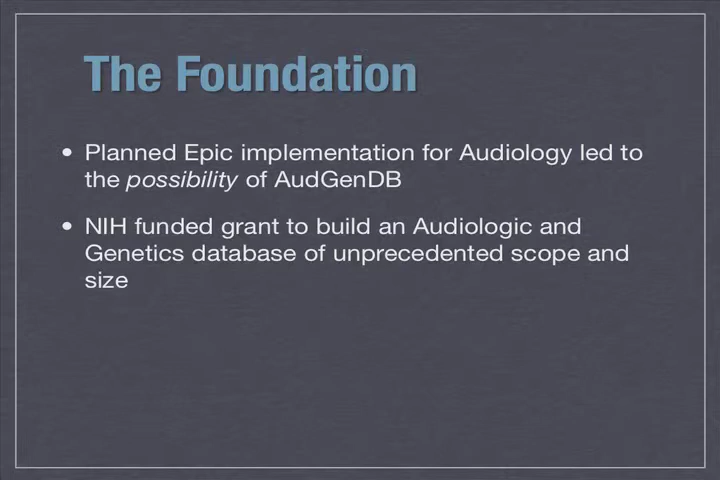 The Foundation
• Planned Epic implementation for Audiology led to
the possibility of AudGenDB
• NIH funded grant to build an Audiologic and
Genetics database of unprecedented scope and
size